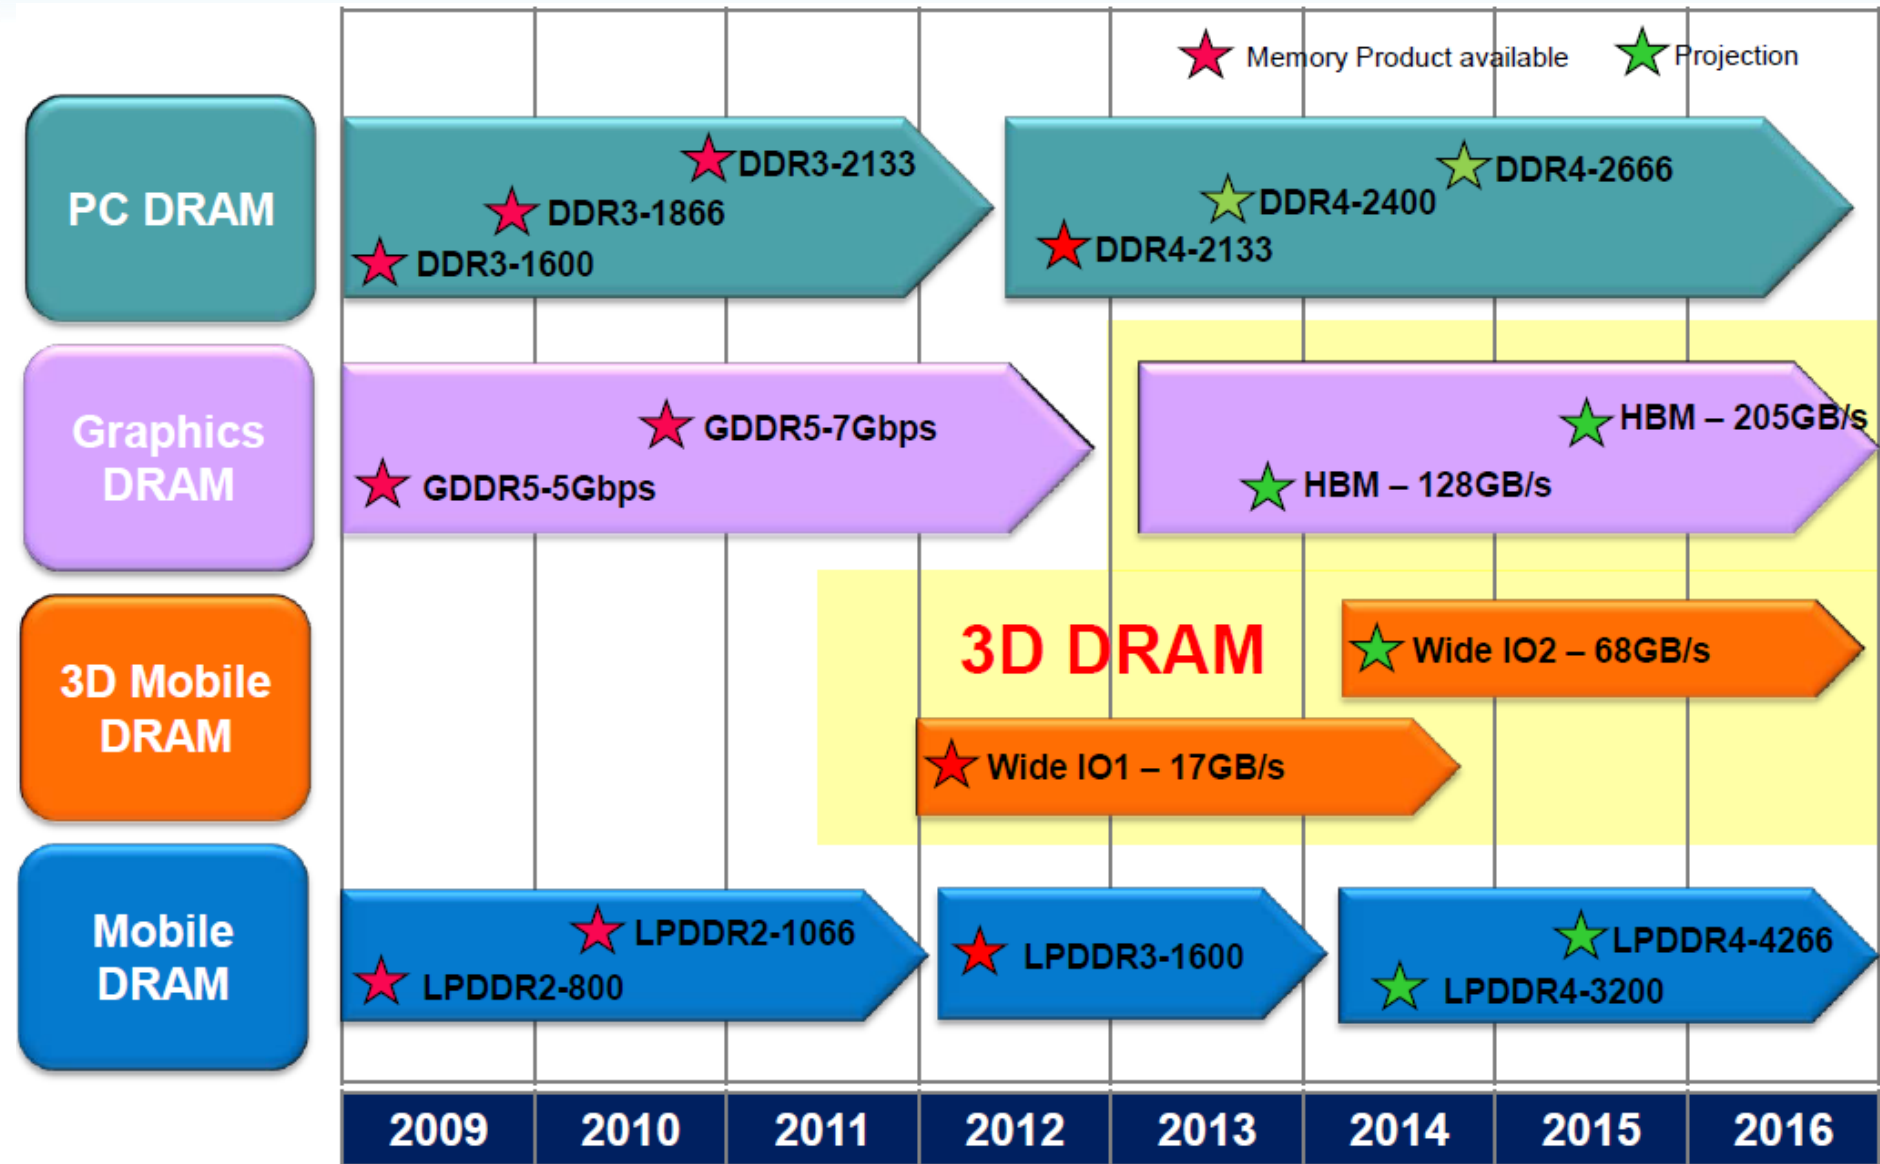 Memory Product available
Projection
PC DRAM
DDR3-2133
DDR3-1866
DDR3-1600
DDR4-2666
DDR4-2400
DDR4-2133
Graphics
DRAM
GDDR5-7Gbps
GDDR5-5Gbps
HBM – 205GB/s
HBM – 128GB/s
3D Mobile
DRAM
3D DRAM
Wide IO2 – 68GB/s
Wide IO1 – 17GB/s
Mobile
DRAM
LPDDR2-1066
LPDDR2-800
LPDDR3-1600
LPDDR4-4266
LPDDR4-3200
2009 2010 2011 2012 2013 2014 2015 2016